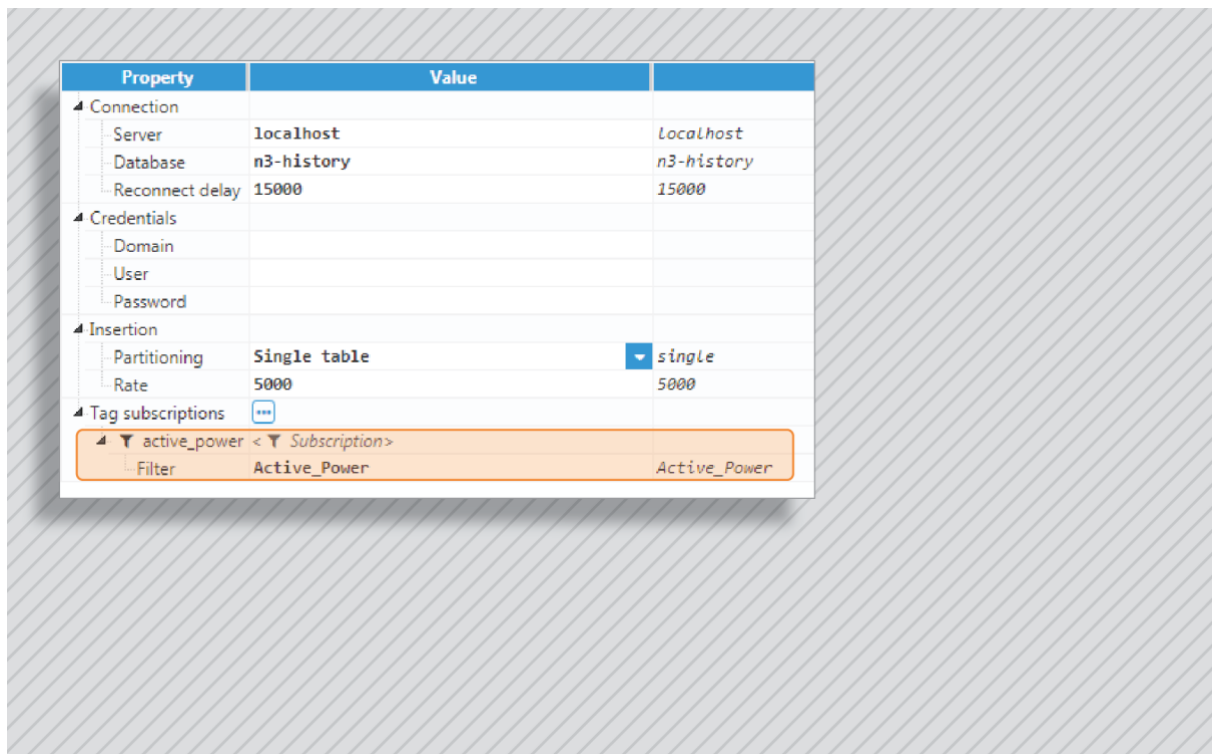 Property Value
Connection
Server localhost localhost
Database n3-history n3-history
Reconnect delay 15000 15000
Credentials
Domain
User
Password
Insertion
Partitioning Single table single
Rate 5000 5000
Tag subscriptions ...
active_power < Subscription>
Filter Active_Power Active_Power